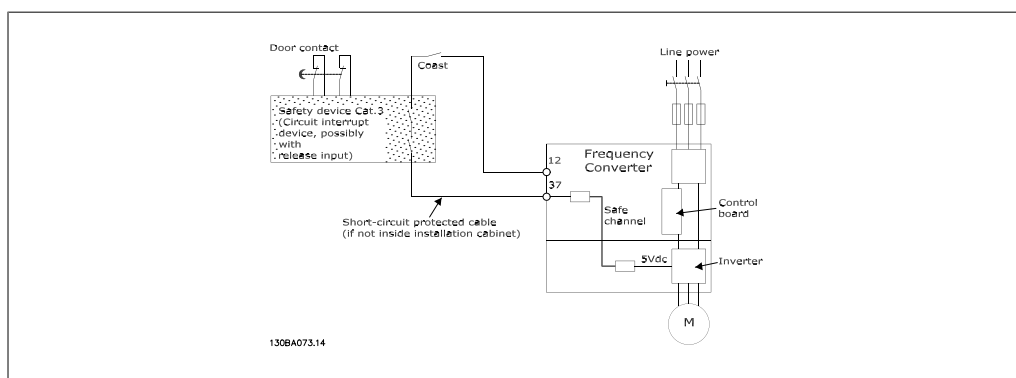 Door contact
Coast
Line power
Safety device Cat.3
(Circuit interrupt
device, possibly
with
release input)
12
Frequency
Converter
37
Safe
channel
Control
board
Short-circuit protected cable
(if not inside installation cabinet)
5Vdc
Inverter
M
130BA073.14